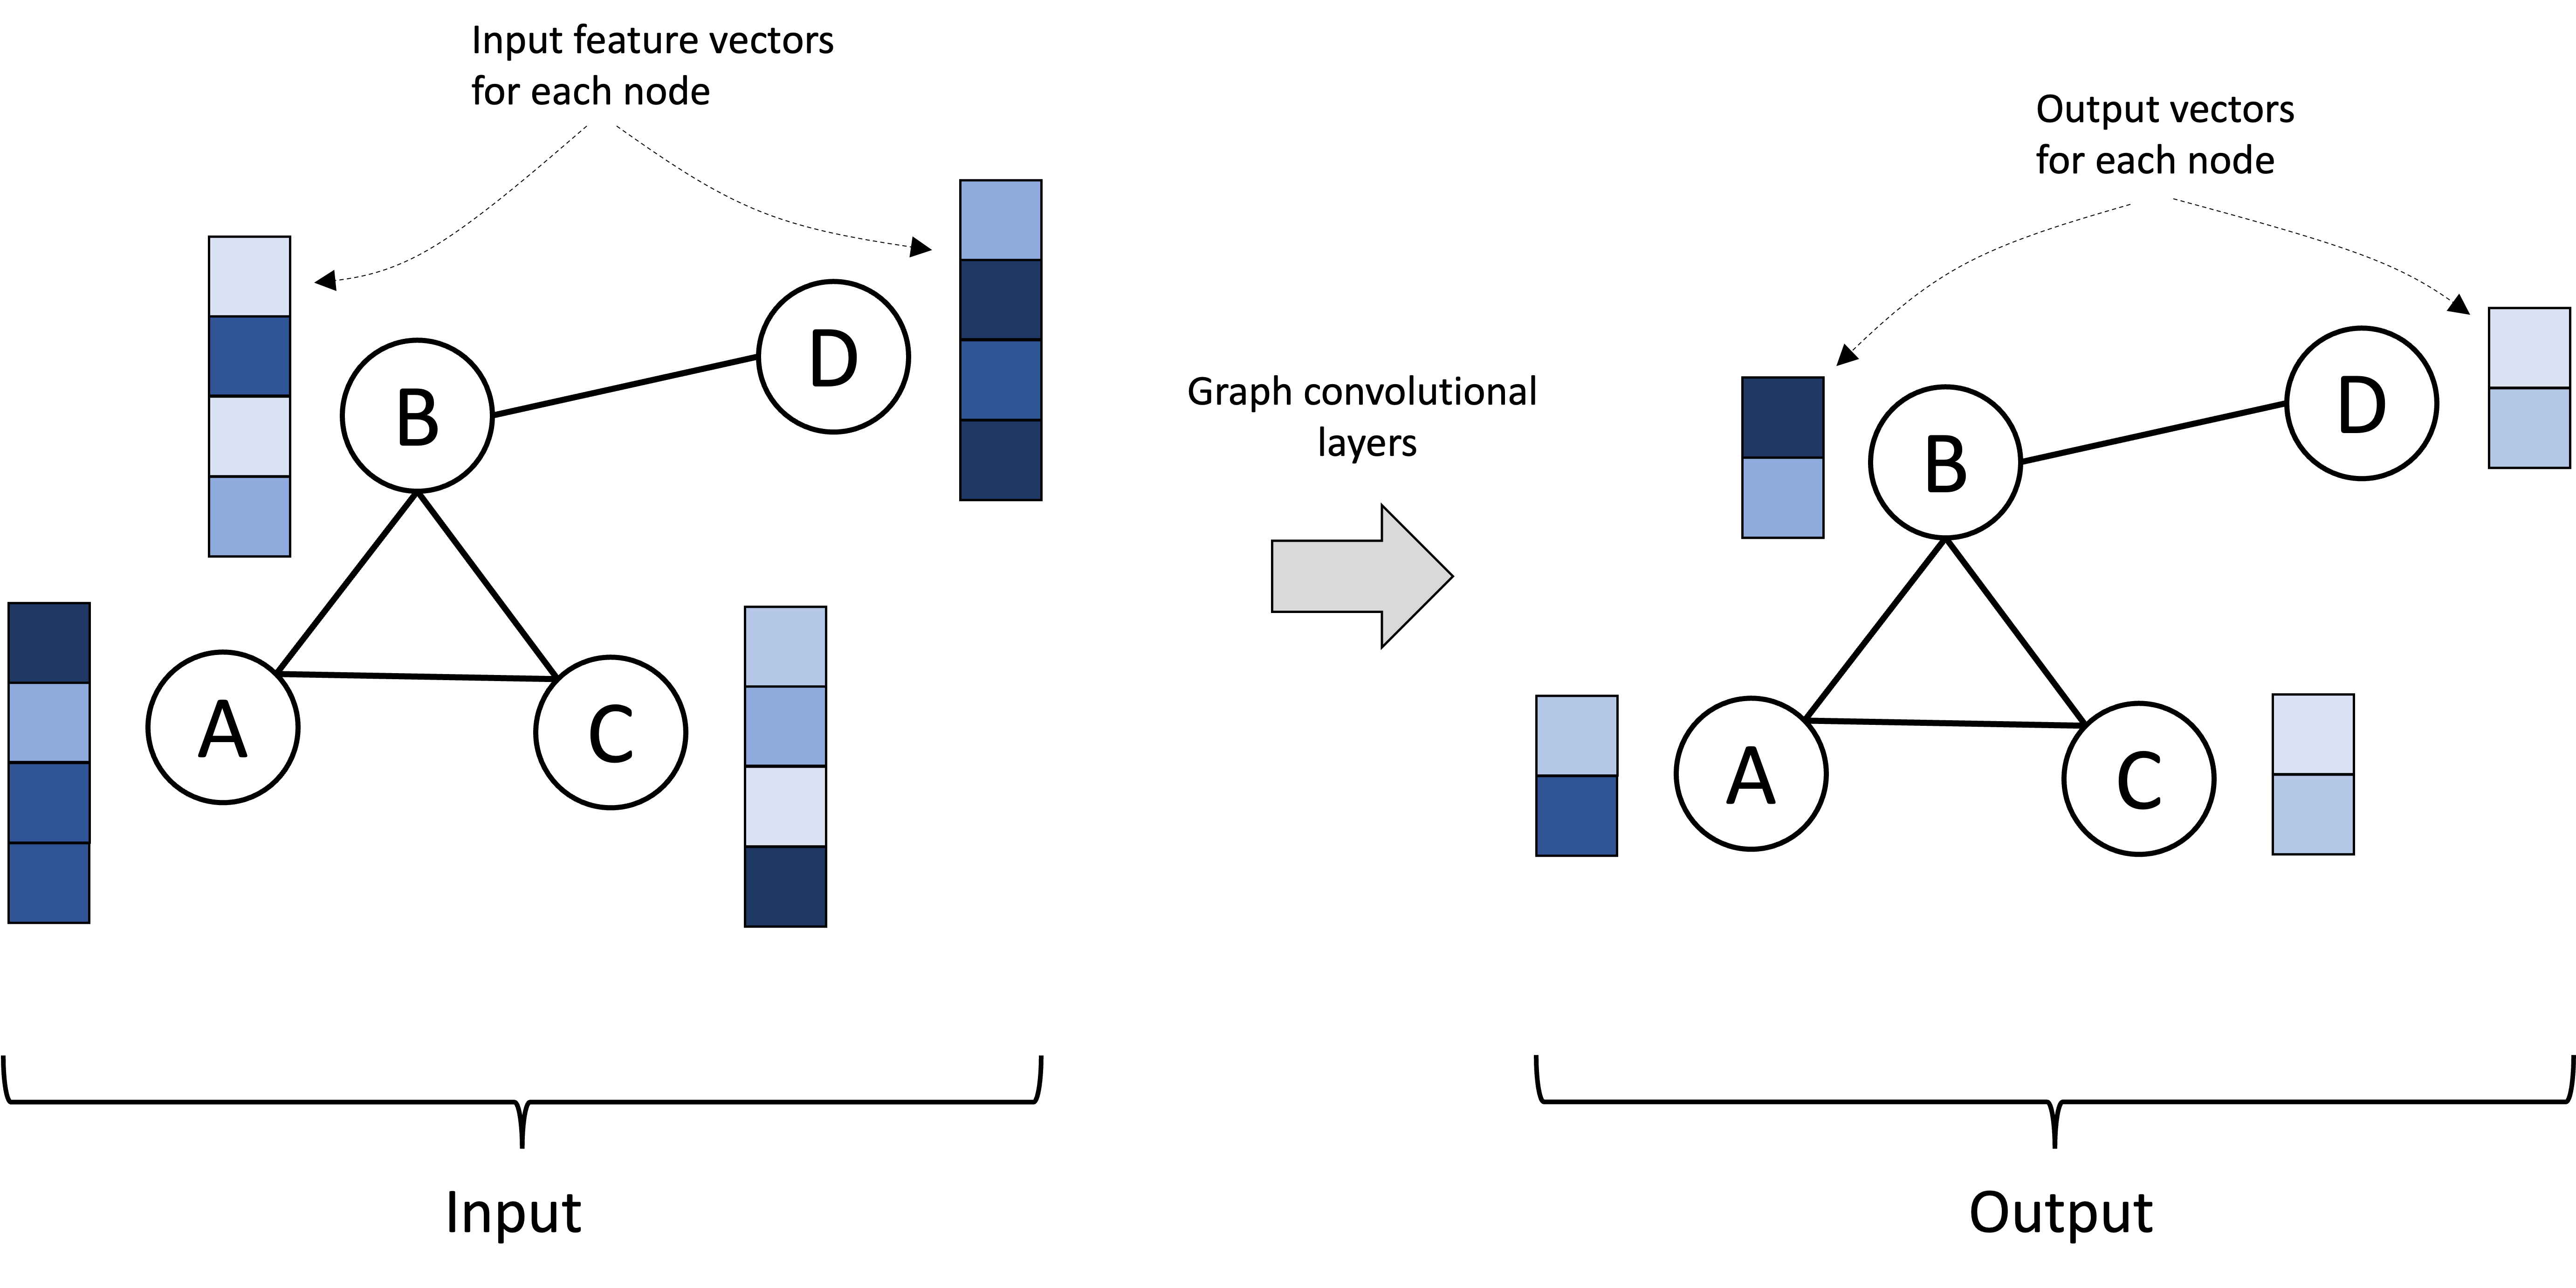 Input feature vectors
for each node
B
D
A
C
Input
Graph convolutional
layers
Output vectors
for each node
B
D
A
C
Output